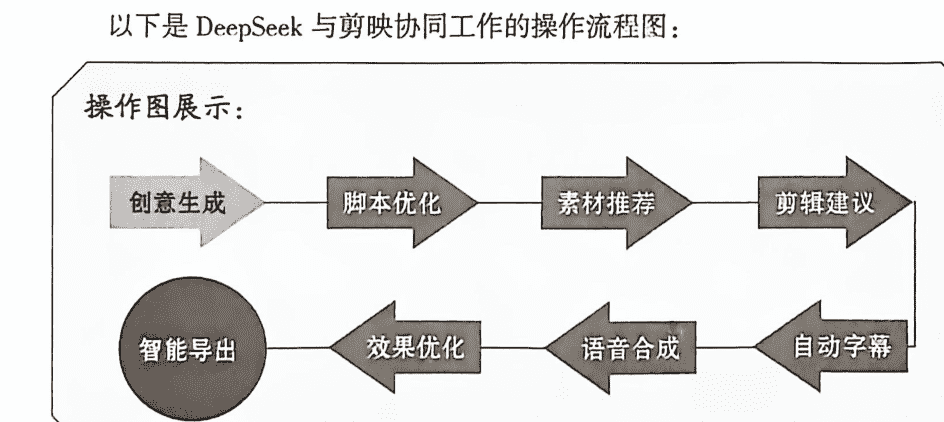 以下是 DeepSeek 与剪映协同工作的操作流程图：
操作图展示：
创意生成
脚本优化
素材推荐
剪辑建议
自动字幕
语音合成
效果优化
智能导出